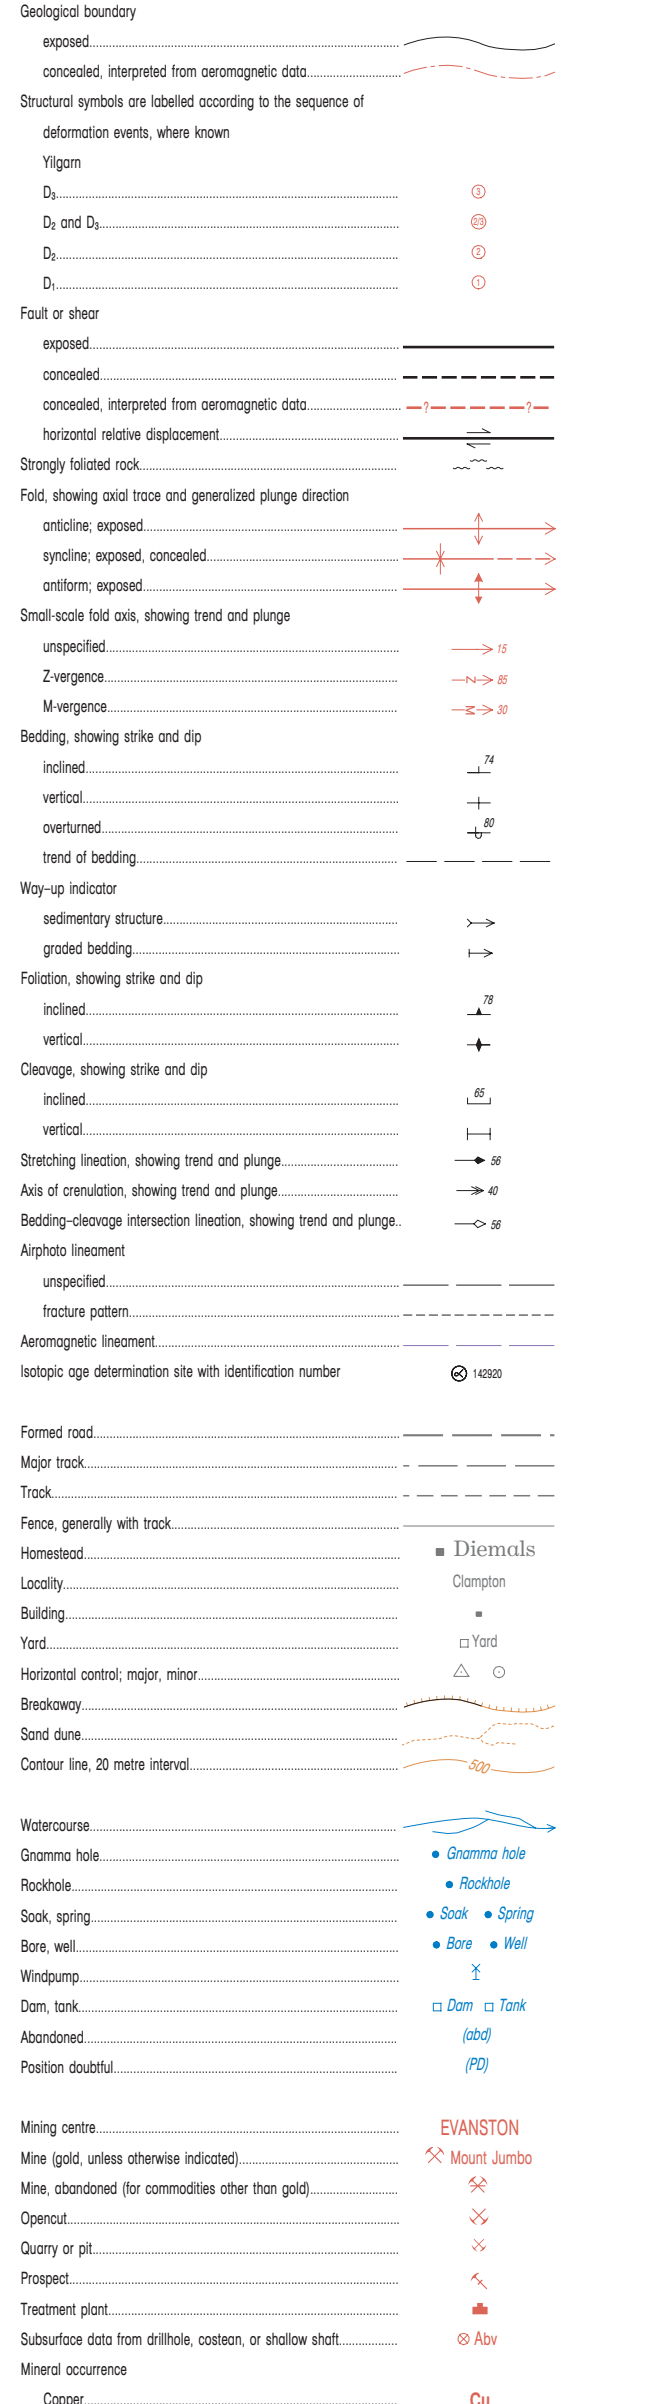 Geological boundary
exposed
concealed, interpreted from aeromagnetic data
Structural symbols are labelled according to the sequence of
deformation events, where known
Yilgarn
D₃ 3
D₂ and D₃ 2/3
D₂ 2
D₁ 1
Fault or shear
exposed
concealed
concealed, interpreted from aeromagnetic data ? ?
horizontal relative displacement
Strongly foliated rock
Fold, showing axial trace and generalized plunge direction
anticline; exposed
syncline; exposed, concealed
antiform; exposed
Small-scale fold axis, showing trend and plunge
unspecified 15
Z-vergence Z 85
M-vergence M 30
Bedding, showing strike and dip
inclined 74
vertical
overturned 80
trend of bedding
Way–up indicator
sedimentary structure
graded bedding
Foliation, showing strike and dip
inclined 78
vertical
Cleavage, showing strike and dip
inclined 65
vertical
Stretching lineation, showing trend and plunge 56
Axis of crenulation, showing trend and plunge 40
Bedding–cleavage intersection lineation, showing trend and plunge 56
Airphoto lineament
unspecified
fracture pattern
Aeromagnetic lineament
Isotopic age determination site with identification number 142920
Formed road
Major track
Track
Fence, generally with track
Homestead Diemals
Locality Clampton
Building
Yard Yard
Horizontal control; major, minor
Breakaway
Sand dune
Contour line, 20 metre interval 500
Watercourse
Gnamma hole Gnamma hole
Rockhole Rockhole
Soak, spring Soak Spring
Bore, well Bore Well
Windpump
Dam, tank Dam Tank
Abandoned (abd)
Position doubtful (PD)
Mining centre EVANSTON
Mine (gold, unless otherwise indicated) Mount Jumbo
Mine, abandoned (for commodities other than gold)
Opencut
Quarry or pit
Prospect
Treatment plant
Subsurface data from drillhole, costean, or shallow shaft Abv
Mineral occurrence
Copper Cu